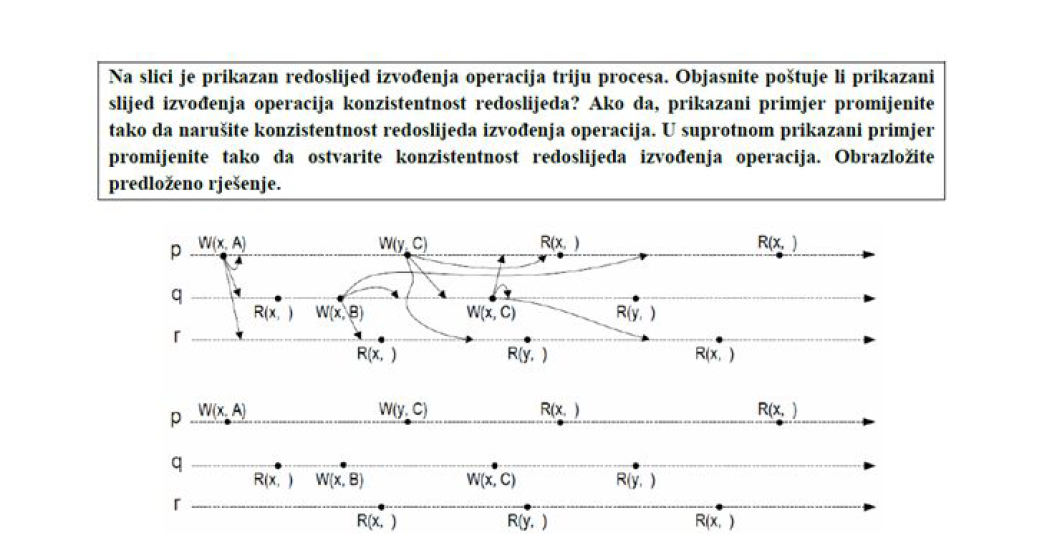 Na slici je prikazan redoslijed izvođenja operacija triju procesa. Objasnite poštuje li prikazani
slijed izvođenja operacija konzistentnost redoslijeda? Ako da, prikazani primjer promijenite
tako da narušite konzistentnost redoslijeda izvođenja operacija. U suprotnom prikazani primjer
promijenite tako da ostvarite konzistentnost redoslijeda izvođenja operacija. Obrazložite
predloženo rješenje.
p W(x, A) W(y, C) R(x, ) R(x, )
q R(x, ) W(x, B) W(x, C) R(y, )
r R(x, ) R(y, ) R(x, )
p W(x, A) W(y, C) R(x, ) R(x, )
q R(x, ) W(x, B) W(x, C) R(y, )
r R(x, ) R(y, ) R(x, )